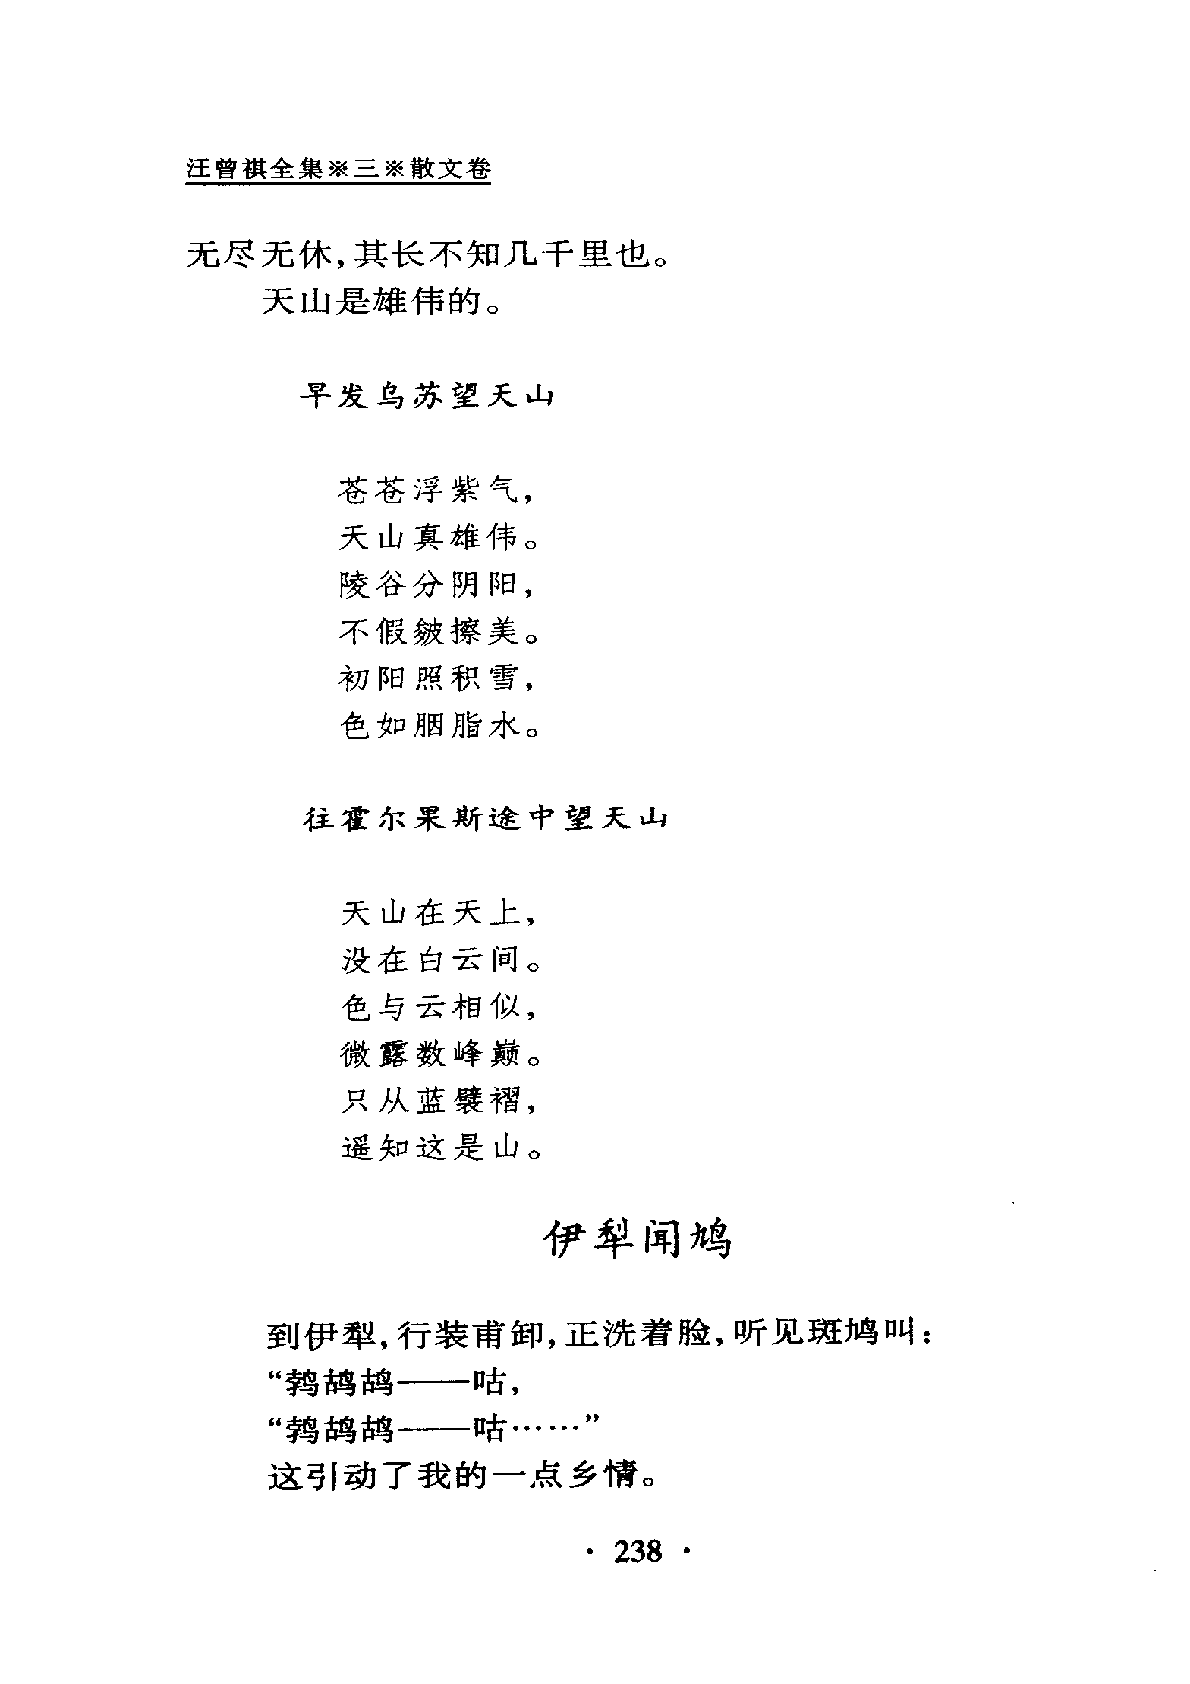 汪曾祺全集※三※散文卷
无尽无休，其长不知几千里也。
天山是雄伟的。
早发乌苏望天山
苍苍浮紫气，
天山真雄伟。
陵谷分阴阳，
不假皴擦美。
初阳照积雪，
色如胭脂水。
往霍尔果斯途中望天山
天山在天上，
没在白云间。
色与云相似，
微露数峰巅。
只从蓝襞褶，
遥知这是山。
伊犁闻鸠
到伊犁，行装甫卸，正洗着脸，听见斑鸠叫：
“鹁鸪鸪——咕，
“鹁鸪鸪——咕……”
这引动了我的一点乡情。
· 238 ·